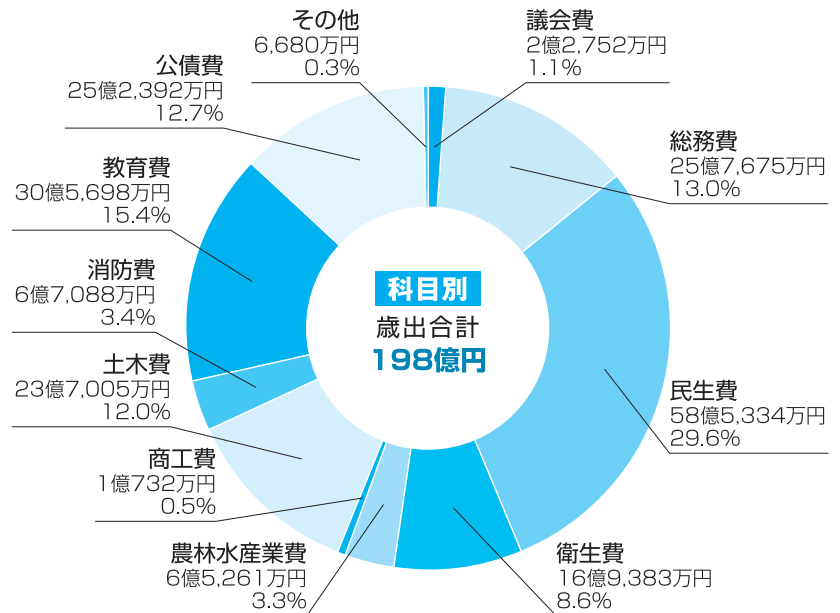 議会費
2億2,752万円
1.1%
総務費
25億7,675万円
13.0%
民生費
58億5,334万円
29.6%
衛生費
16億9,383万円
8.6%
農林水産業費
6億5,261万円
3.3%
商工費
1億732万円
0.5%
土木費
23億7,005万円
12.0%
消防費
6億7,088万円
3.4%
教育費
30億5,698万円
15.4%
公債費
25億2,392万円
12.7%
その他
6,680万円
0.3%
科目別
歳出合計
198億円